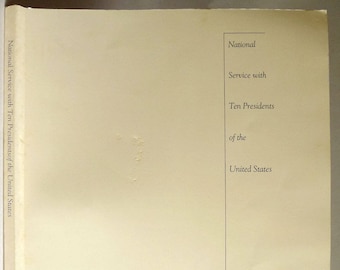 National Service with Ten Presidents of the United States
National
Service with
Ten Presidents
of the
United States